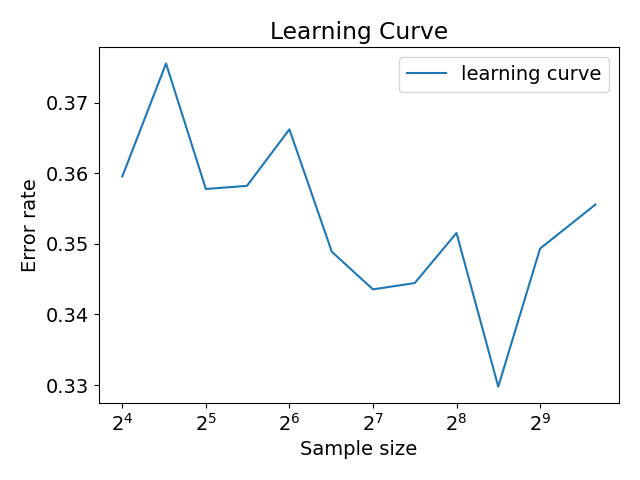 Learning Curve
learning curve
0.37
0.36
0.35
0.34
0.33
Error rate
2⁴ 2⁵ 2⁶ 2⁷ 2⁸ 2⁹
Sample size